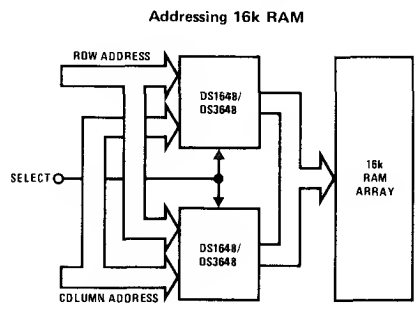 Addressing 16k RAM
ROW ADDRESS
DS1648/
DS3648
SELECT
16k
RAM
ARRAY
DS1648/
DS3648
COLUMN ADDRESS